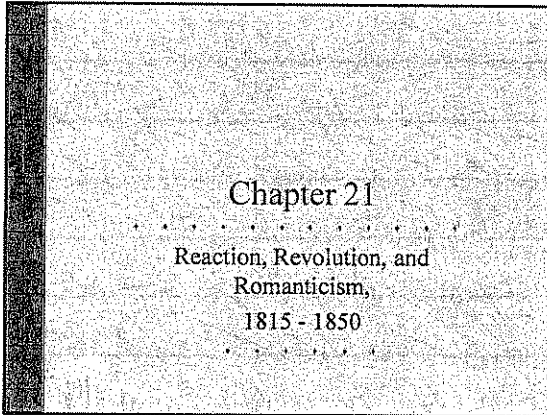 Chapter 21
Reaction, Revolution, and
Romanticism,
1815 - 1850